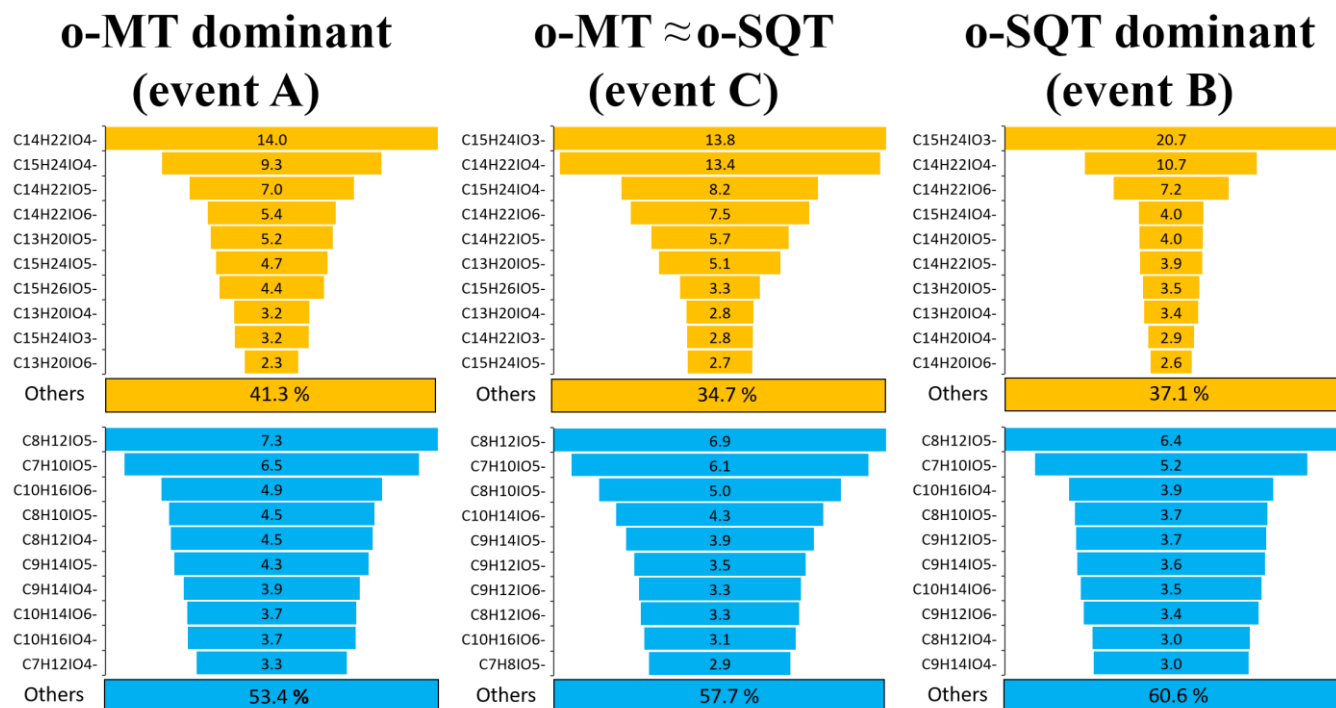 o-MT dominant
(event A)
C14H22IO4- 14.0
C15H24IO4- 9.3
C14H22IO5- 7.0
C14H22IO6- 5.4
C13H20IO5- 5.2
C15H24IO5- 4.7
C15H26IO5- 4.4
C13H20IO4- 3.2
C15H24IO3- 3.2
C13H20IO6- 2.3
Others 41.3 %
C8H12IO5- 7.3
C7H10IO5- 6.5
C10H16IO6- 4.9
C8H10IO5- 4.5
C8H12IO4- 4.5
C9H14IO5- 4.3
C9H14IO4- 3.9
C10H14IO6- 3.7
C10H16IO4- 3.7
C7H12IO4- 3.3
Others 53.4 %
o-MT ≈ o-SQT
(event C)
C15H24IO3- 13.8
C14H22IO4- 13.4
C15H24IO4- 8.2
C14H22IO6- 7.5
C14H22IO5- 5.7
C13H20IO5- 5.1
C15H26IO5- 3.3
C13H20IO4- 2.8
C14H22IO3- 2.8
C15H24IO5- 2.7
Others 34.7 %
C8H12IO5- 6.9
C7H10IO5- 6.1
C8H10IO5- 5.0
C10H14IO6- 4.3
C9H14IO5- 3.9
C9H12IO5- 3.5
C9H12IO6- 3.3
C8H12IO6- 3.3
C10H16IO6- 3.1
C7H8IO5- 2.9
Others 57.7 %
o-SQT dominant
(event B)
C15H24IO3- 20.7
C14H22IO4- 10.7
C14H22IO6- 7.2
C15H24IO4- 4.0
C14H20IO5- 4.0
C14H22IO5- 3.9
C13H20IO5- 3.5
C13H20IO4- 3.4
C14H20IO4- 2.9
C14H20IO6- 2.6
Others 37.1 %
C8H12IO5- 6.4
C7H10IO5- 5.2
C10H16IO4- 3.9
C8H10IO5- 3.7
C9H12IO5- 3.7
C9H14IO5- 3.6
C10H14IO6- 3.5
C9H12IO6- 3.4
C8H12IO4- 3.0
C9H14IO4- 3.0
Others 60.6 %